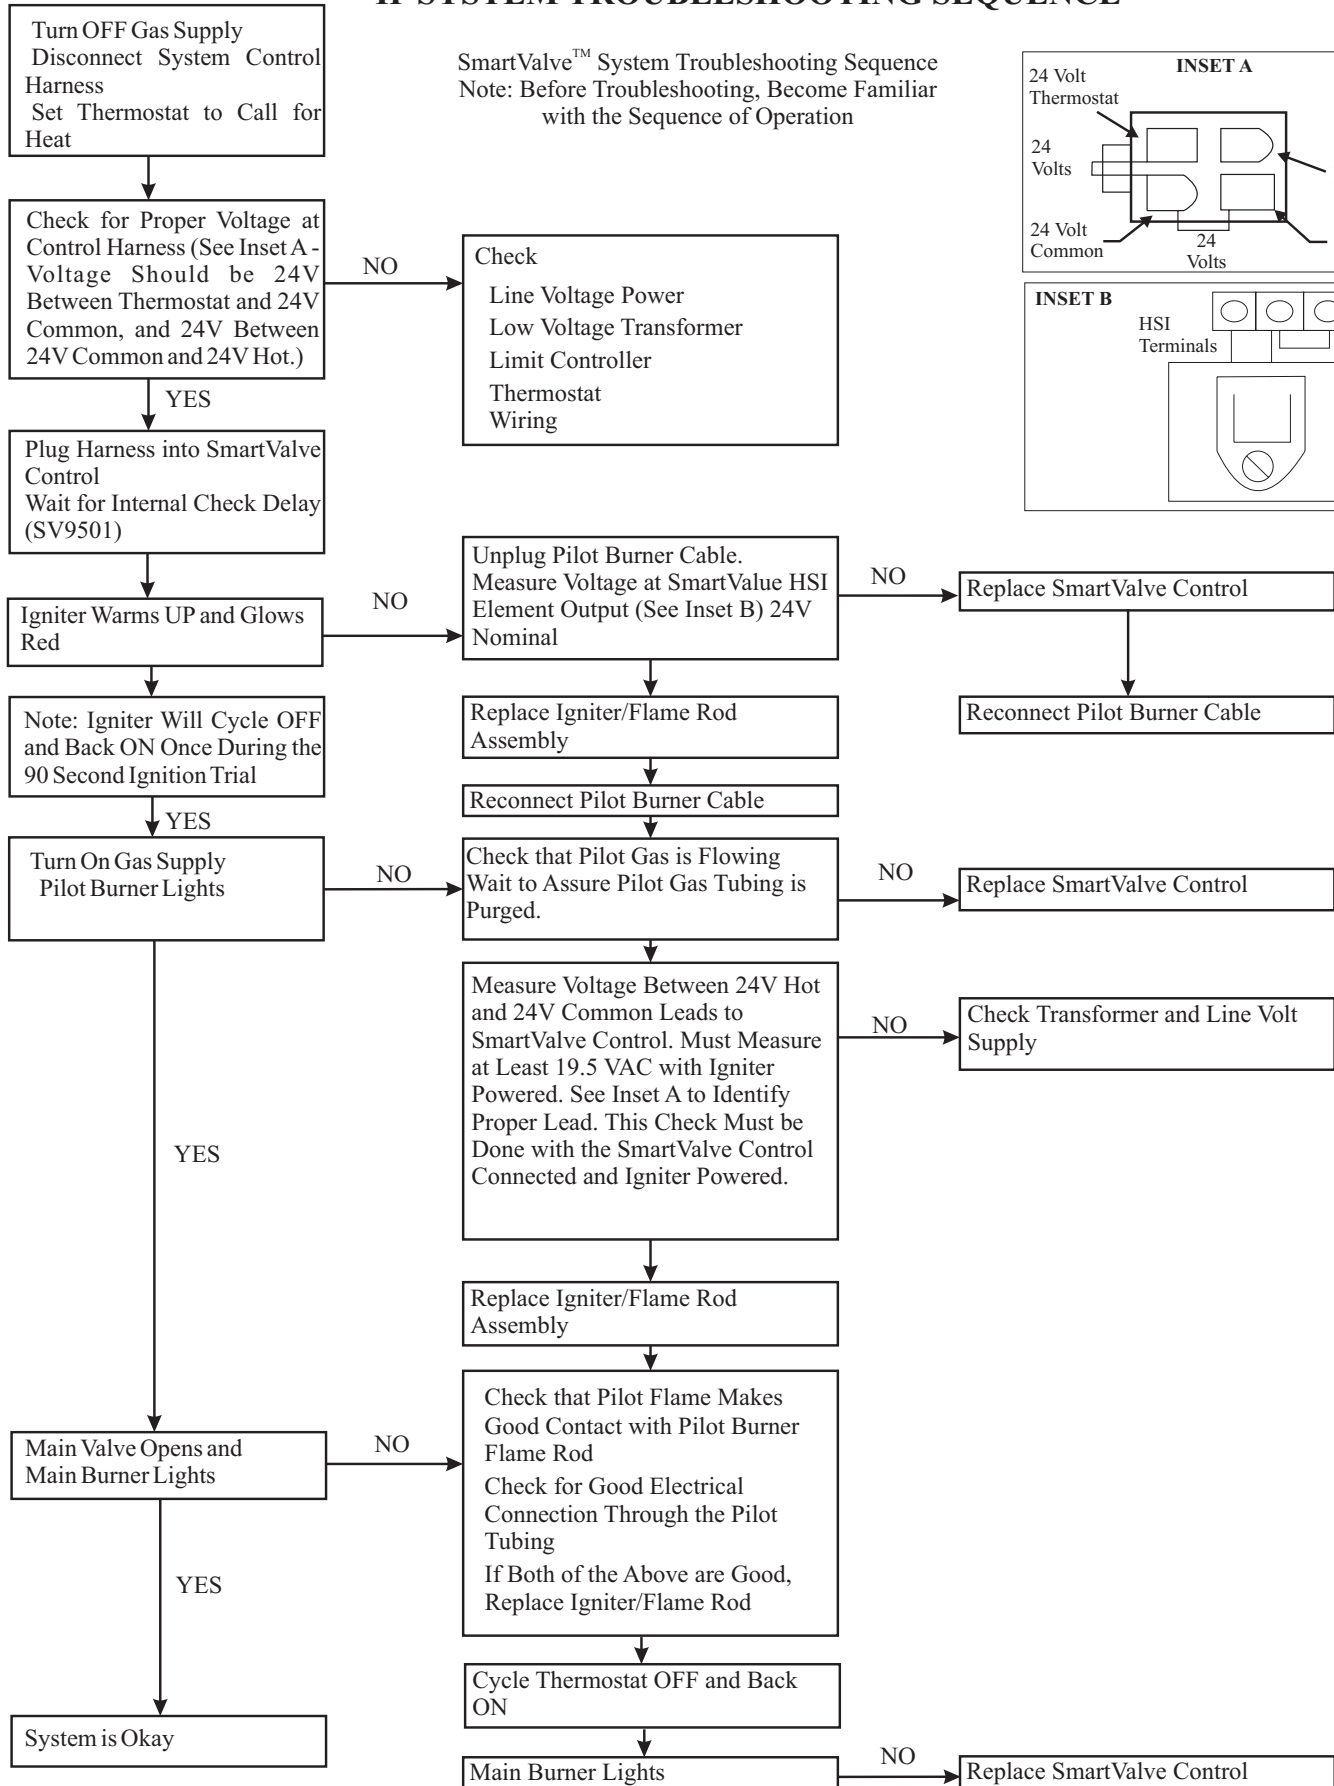 IP SYSTEM TROUBLESHOOTING SEQUENCE
Turn OFF Gas Supply
Disconnect System Control
Harness
Set Thermostat to Call for
Heat
SmartValve™ System Troubleshooting Sequence
Note: Before Troubleshooting, Become Familiar
with the Sequence of Operation
INSET A
24 Volt
Thermostat
24
Volts
24 Volt
Common
24
Volts
Check for Proper Voltage at
Control Harness (See Inset A -
Voltage Should be 24V
Between Thermostat and 24V
Common, and 24V Between
24V Common and 24V Hot.)
NO
Check
Line Voltage Power
Low Voltage Transformer
Limit Controller
Thermostat
Wiring
INSET B
HSI
Terminals
YES
Plug Harness into SmartValve
Control
Wait for Internal Check Delay
(SV9501)
Igniter Warms UP and Glows
Red
NO
Unplug Pilot Burner Cable.
Measure Voltage at SmartValue HSI
Element Output (See Inset B) 24V
Nominal
NO
Replace SmartValve Control
Reconnect Pilot Burner Cable
Note: Igniter Will Cycle OFF
and Back ON Once During the
90 Second Ignition Trial
Replace Igniter/Flame Rod
Assembly
Reconnect Pilot Burner Cable
YES
Turn On Gas Supply
Pilot Burner Lights
NO
Check that Pilot Gas is Flowing
Wait to Assure Pilot Gas Tubing is
Purged.
NO
Replace SmartValve Control
Measure Voltage Between 24V Hot
and 24V Common Leads to
SmartValve Control. Must Measure
at Least 19.5 VAC with Igniter
Powered. See Inset A to Identify
Proper Lead. This Check Must be
Done with the SmartValve Control
Connected and Igniter Powered.
NO
Check Transformer and Line Volt
Supply
YES
Replace Igniter/Flame Rod
Assembly
Main Valve Opens and
Main Burner Lights
NO
Check that Pilot Flame Makes
Good Contact with Pilot Burner
Flame Rod
Check for Good Electrical
Connection Through the Pilot
Tubing
If Both of the Above are Good,
Replace Igniter/Flame Rod
YES
Cycle Thermostat OFF and Back
ON
System is Okay
Main Burner Lights
NO
Replace SmartValve Control